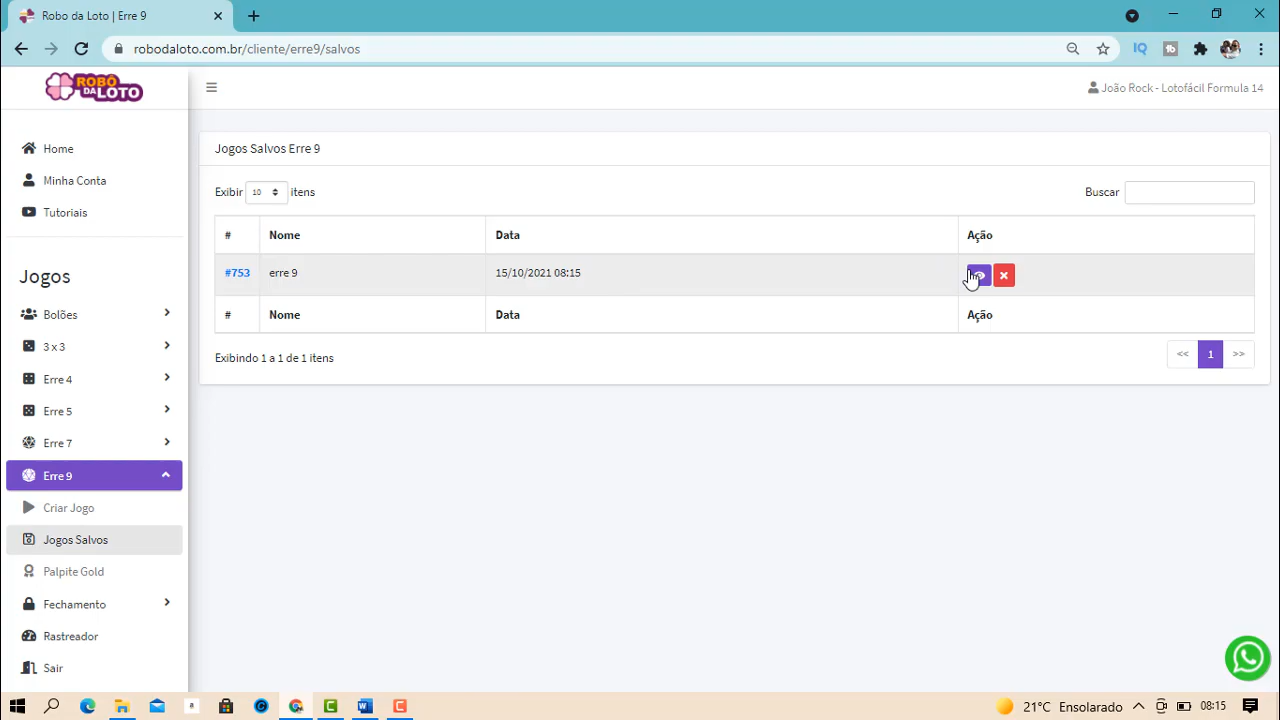 Robo da Loto | Erre 9
robodaloto.com.br/cliente/erre9/salvos
ROBÔ
DA LOTO
João Rock - Lotofácil Formula 14
Home
Minha Conta
Tutoriais
Jogos
Bolões
3 x 3
Erre 4
Erre 5
Erre 7
Erre 9
Criar Jogo
Jogos Salvos
Palpite Gold
Fechamento
Rastreador
Sair
Jogos Salvos Erre 9
Exibir 10 itens
Buscar
# Nome Data Ação
#753 erre 9 15/10/2021 08:15
# Nome Data Ação
Exibindo 1 a 1 de 1 itens
<< 1 >>
21°C Ensolarado 08:15